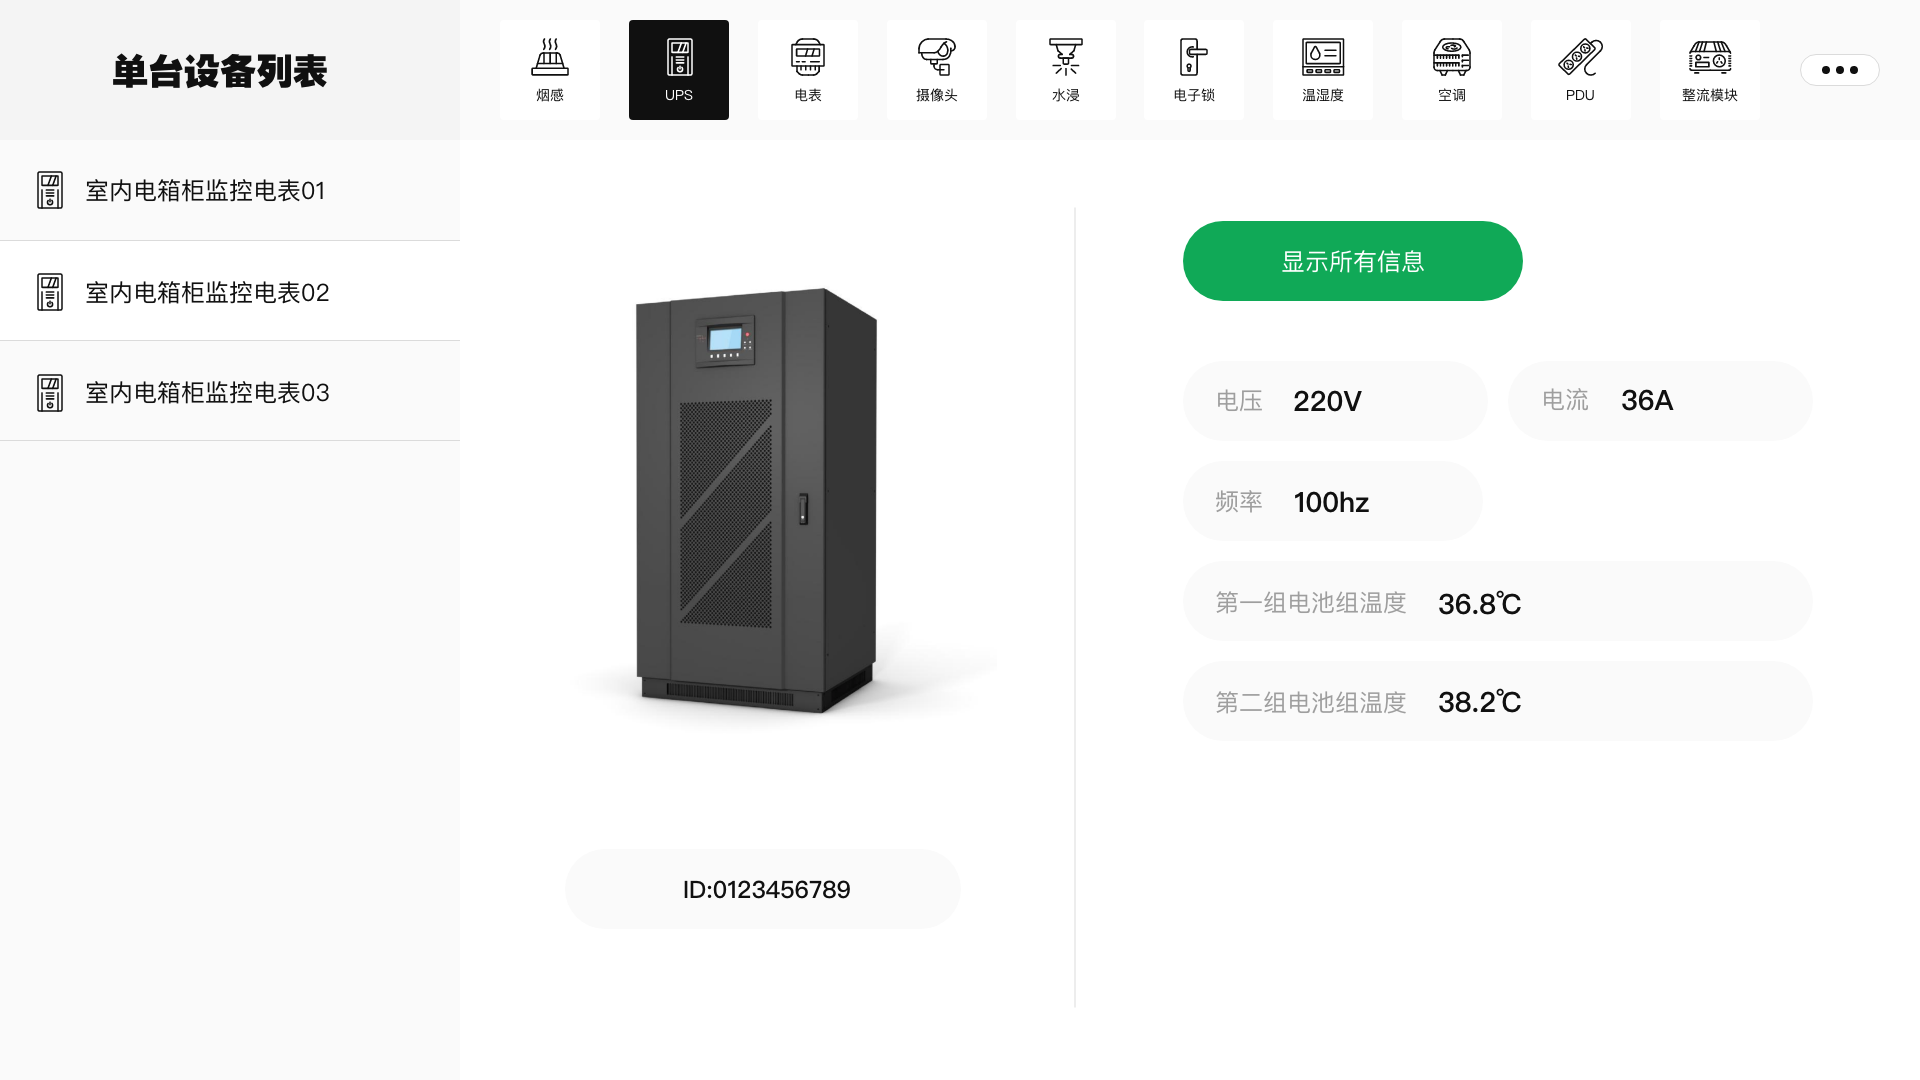 单台设备列表
烟感
UPS
电表
摄像头
水浸
电子锁
温湿度
空调
PDU
整流模块
室内电箱柜监控电表01
室内电箱柜监控电表02
室内电箱柜监控电表03
ID:0123456789
显示所有信息
电压 220V
电流 36A
频率 100hz
第一组电池组温度 36.8℃
第二组电池组温度 38.2℃